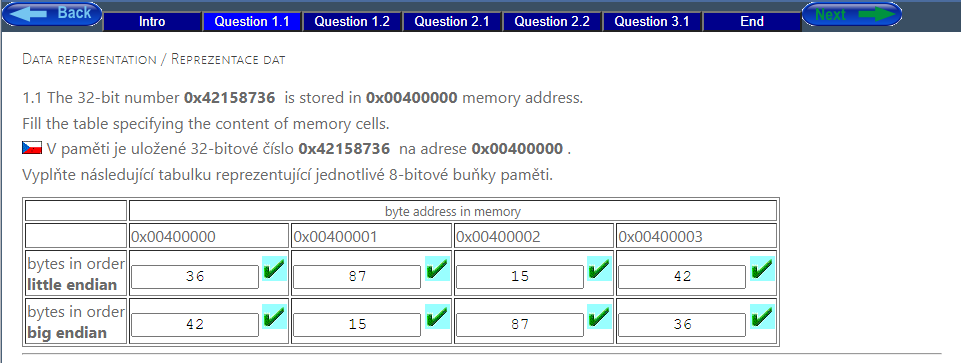 Back Intro Question 1.1 Question 1.2 Question 2.1 Question 2.2 Question 3.1 End Next
Data representation / Reprezentace dat
1.1 The 32-bit number 0x42158736 is stored in 0x00400000 memory address.
Fill the table specifying the content of memory cells.
V paměti je uložené 32-bitové číslo 0x42158736 na adrese 0x00400000 .
Vyplňte následující tabulku reprezentující jednotlivé 8-bitové buňky paměti.
byte address in memory
0x00400000 0x00400001 0x00400002 0x00400003
bytes in order
little endian
36 87 15 42
bytes in order
big endian
42 15 87 36